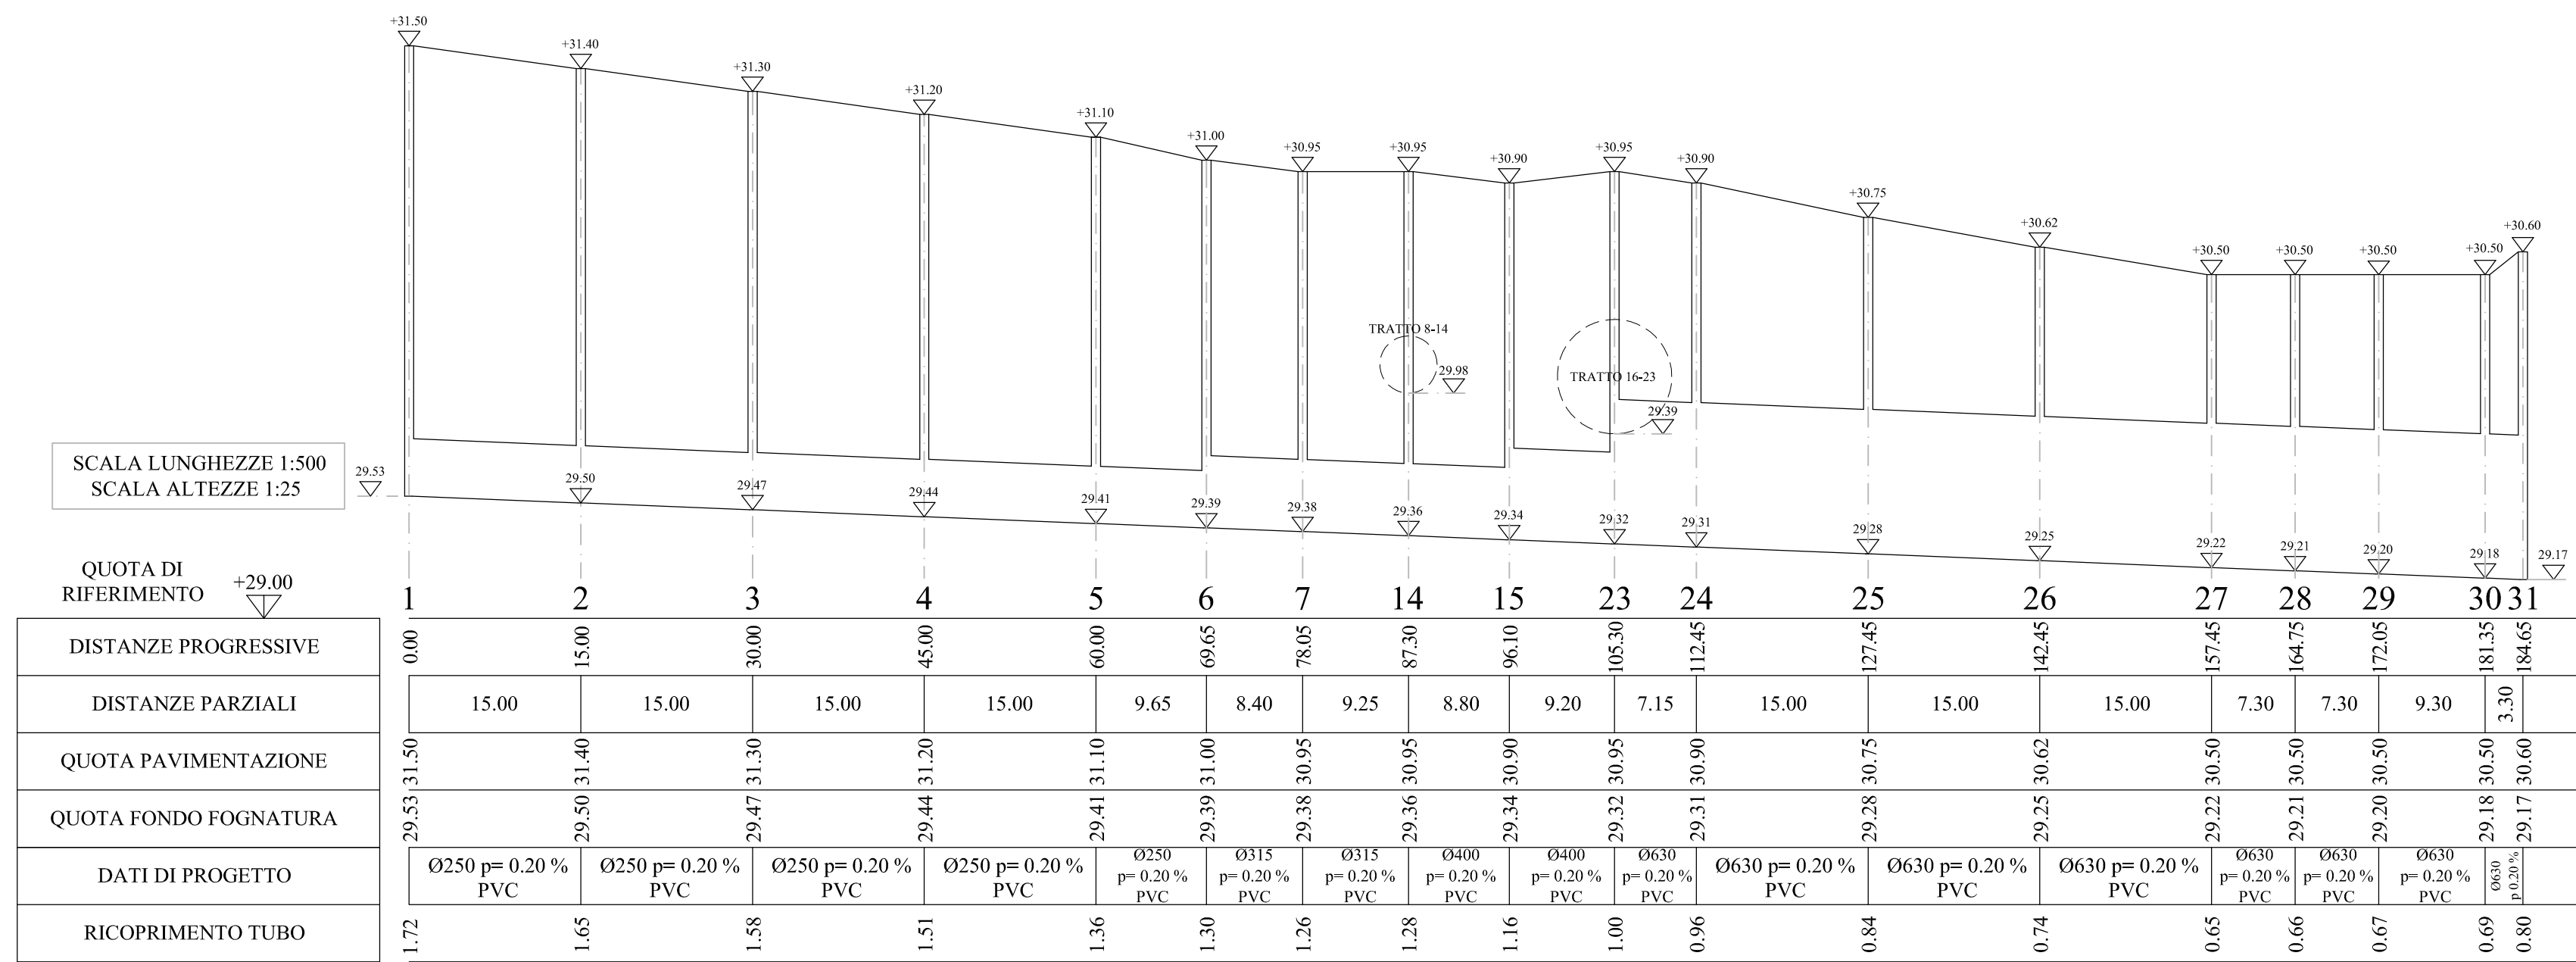 +31.50
+31.40
+31.30
+31.20
+31.10
+31.00
+30.95
+30.95
+30.90
+30.95
+30.90
+30.75
+30.62
+30.50
+30.50
+30.50
+30.50
+30.60
TRATTO 8-14
29.98
TRATTO 16-23
29.39
SCALA LUNGHEZZE 1:500
SCALA ALTEZZE 1:25
29.53
29.50
29.47
29.44
29.41
29.39
29.38
29.36
29.34
29.32
29.31
29.28
29.25
29.22
29.21
29.20
29.18
29.17
QUOTA DI
RIFERIMENTO
+29.00
1 2 3 4 5 6 7 14 15 23 24 25 26 27 28 29 30 31
DISTANZE PROGRESSIVE
0.00 15.00 30.00 45.00 60.00 69.65 78.05 87.30 96.10 105.30 112.45 127.45 142.45 157.45 164.75 172.05 181.35 184.65
DISTANZE PARZIALI
15.00 15.00 15.00 15.00 9.65 8.40 9.25 8.80 9.20 7.15 15.00 15.00 15.00 7.30 7.30 9.30 3.30
QUOTA PAVIMENTAZIONE
31.50 31.40 31.30 31.20 31.10 31.00 30.95 30.95 30.90 30.95 30.90 30.75 30.62 30.50 30.50 30.50 30.50 30.60
QUOTA FONDO FOGNATURA
29.53 29.50 29.47 29.44 29.41 29.39 29.38 29.36 29.34 29.32 29.31 29.28 29.25 29.22 29.21 29.20 29.18 29.17
DATI DI PROGETTO
Ø250 p= 0.20 %
PVC
Ø250 p= 0.20 %
PVC
Ø250 p= 0.20 %
PVC
Ø250 p= 0.20 %
PVC
Ø250
p= 0.20 %
PVC
Ø315
p= 0.20 %
PVC
Ø315
p= 0.20 %
PVC
Ø400
p= 0.20 %
PVC
Ø400
p= 0.20 %
PVC
Ø630
p= 0.20 %
PVC
Ø630 p= 0.20 %
PVC
Ø630 p= 0.20 %
PVC
Ø630 p= 0.20 %
PVC
Ø630
p= 0.20 %
PVC
Ø630
p= 0.20 %
PVC
Ø630
p= 0.20 %
PVC
Ø630
p 0.20 %
RICOPRIMENTO TUBO
1.72 1.65 1.58 1.51 1.36 1.30 1.26 1.28 1.16 1.00 0.96 0.84 0.74 0.65 0.66 0.67 0.69 0.80